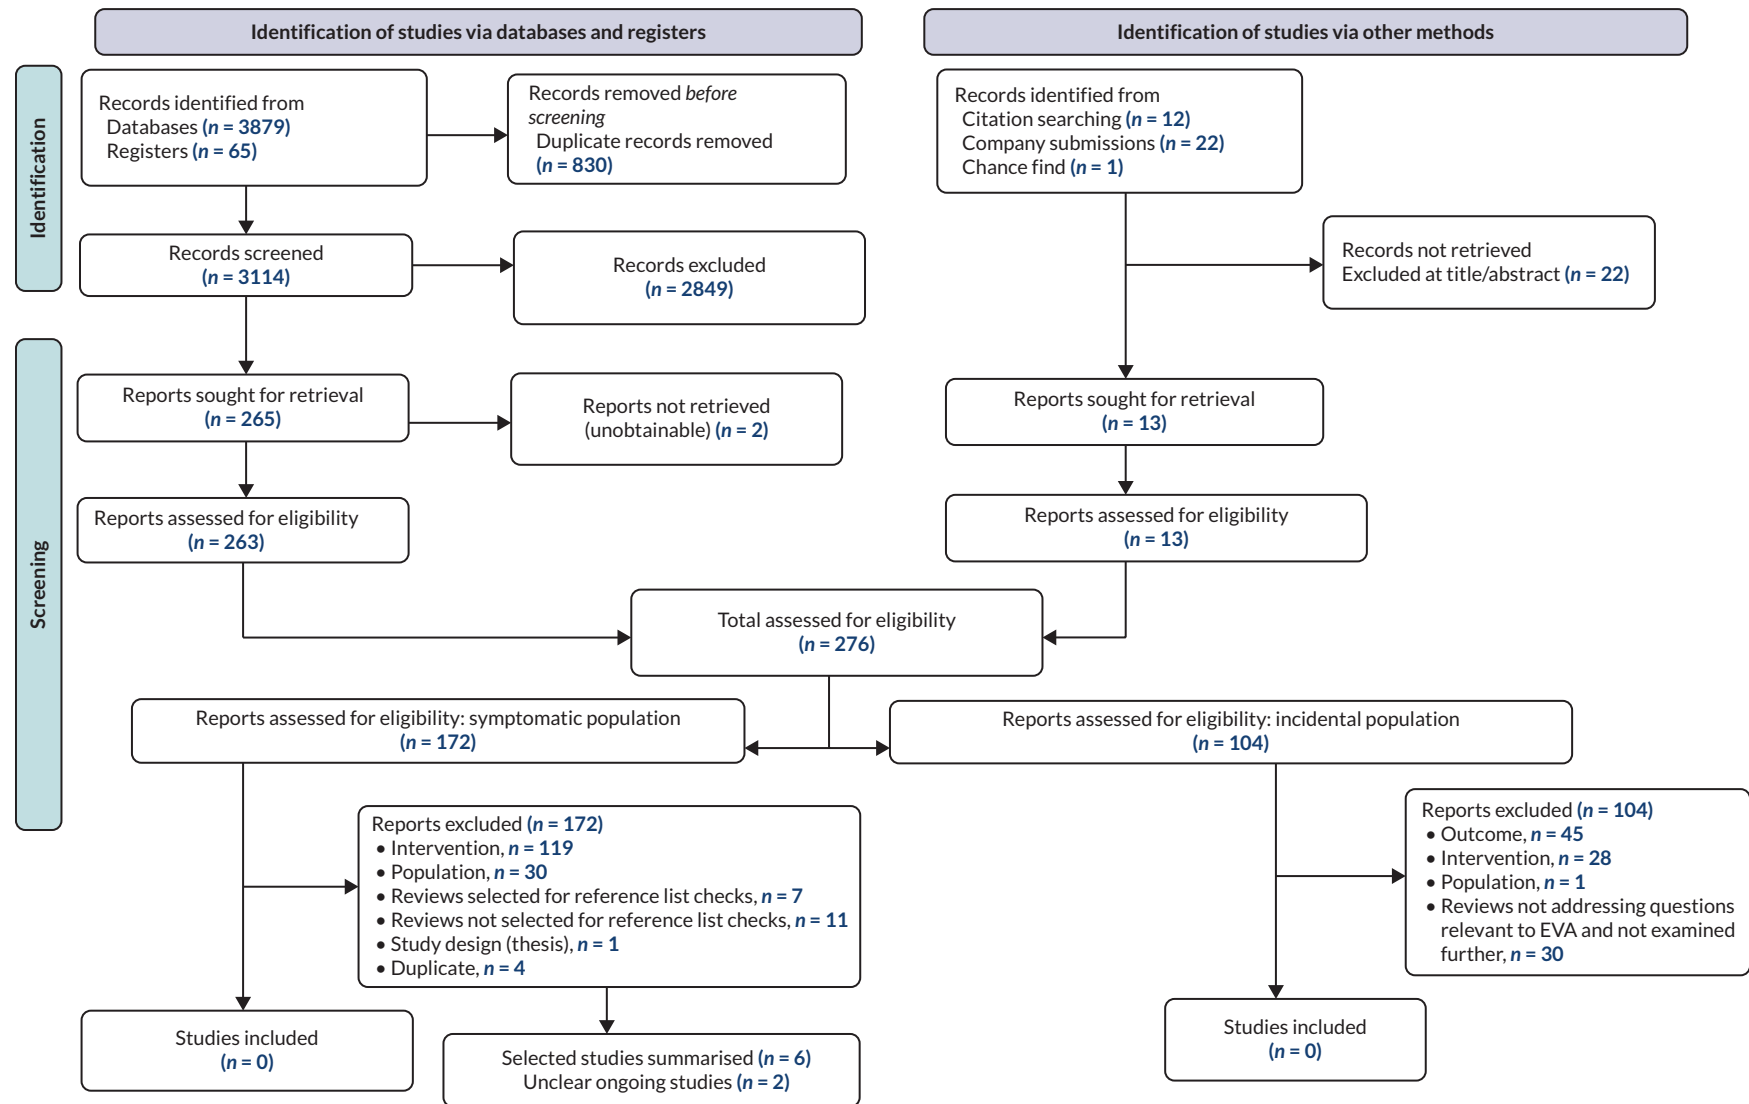 Identification of studies via databases and registers
Identification of studies via other methods
Identification
Records identified from
Databases (n = 3879)
Registers (n = 65)
Records removed before
screening
Duplicate records removed
(n = 830)
Records identified from
Citation searching (n = 12)
Company submissions (n = 22)
Chance find (n = 1)
Records screened
(n = 3114)
Records excluded
(n = 2849)
Records not retrieved
Excluded at title/abstract (n = 22)
Screening
Reports sought for retrieval
(n = 265)
Reports not retrieved
(unobtainable) (n = 2)
Reports sought for retrieval
(n = 13)
Reports assessed for eligibility
(n = 263)
Reports assessed for eligibility
(n = 13)
Total assessed for eligibility
(n = 276)
Reports assessed for eligibility: symptomatic population
(n = 172)
Reports assessed for eligibility: incidental population
(n = 104)
Reports excluded (n = 172)
• Intervention, n = 119
• Population, n = 30
• Reviews selected for reference list checks, n = 7
• Reviews not selected for reference list checks, n = 11
• Study design (thesis), n = 1
• Duplicate, n = 4
Reports excluded (n = 104)
• Outcome, n = 45
• Intervention, n = 28
• Population, n = 1
• Reviews not addressing questions
relevant to EVA and not examined
further, n = 30
Studies included
(n = 0)
Selected studies summarised (n = 6)
Unclear ongoing studies (n = 2)
Studies included
(n = 0)